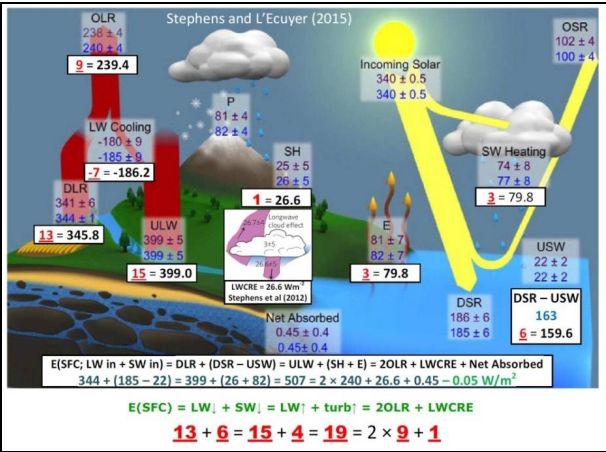 Stephens and L'Ecuyer (2015)
OLR
238 ± 4
240 ± 4
9 = 239.4
OSR
102 ± 4
100 ± 4
Incoming Solar
340 ± 0.5
340 ± 0.5
P
81 ± 4
82 ± 4
LW Cooling
-180 ± 9
-185 ± 9
-7 = -186.2
SH
25 ± 5
26 ± 5
1 = 26.6
SW Heating
74 ± 8
77 ± 8
3 = 79.8
DLR
341 ± 6
344 ± 1
13 = 345.8
ULW
399 ± 5
399 ± 5
15 = 399.0
26.7±4
Longwave
cloud effect
3±5
26.6±5
LWCRE = 26.6 Wm⁻²
Stephens et al (2012)
E
81 ± 7
82 ± 7
3 = 79.8
USW
22 ± 2
22 ± 2
DSR
186 ± 6
185 ± 6
DSR – USW
163
6 = 159.6
Net Absorbed
0.45 ± 0.4
0.45± 0.4
E(SFC; LW in + SW in) = DLR + (DSR – USW) = ULW + (SH + E) = 2OLR + LWCRE + Net Absorbed
344 + (185 – 22) = 399 + (26 + 82) = 507 = 2 × 240 + 26.6 + 0.45 – 0.05 W/m²
E(SFC) = LW↓ + SW↓ = LW↑ + turb↑ = 2OLR + LWCRE
13 + 6 = 15 + 4 = 19 = 2 × 9 + 1